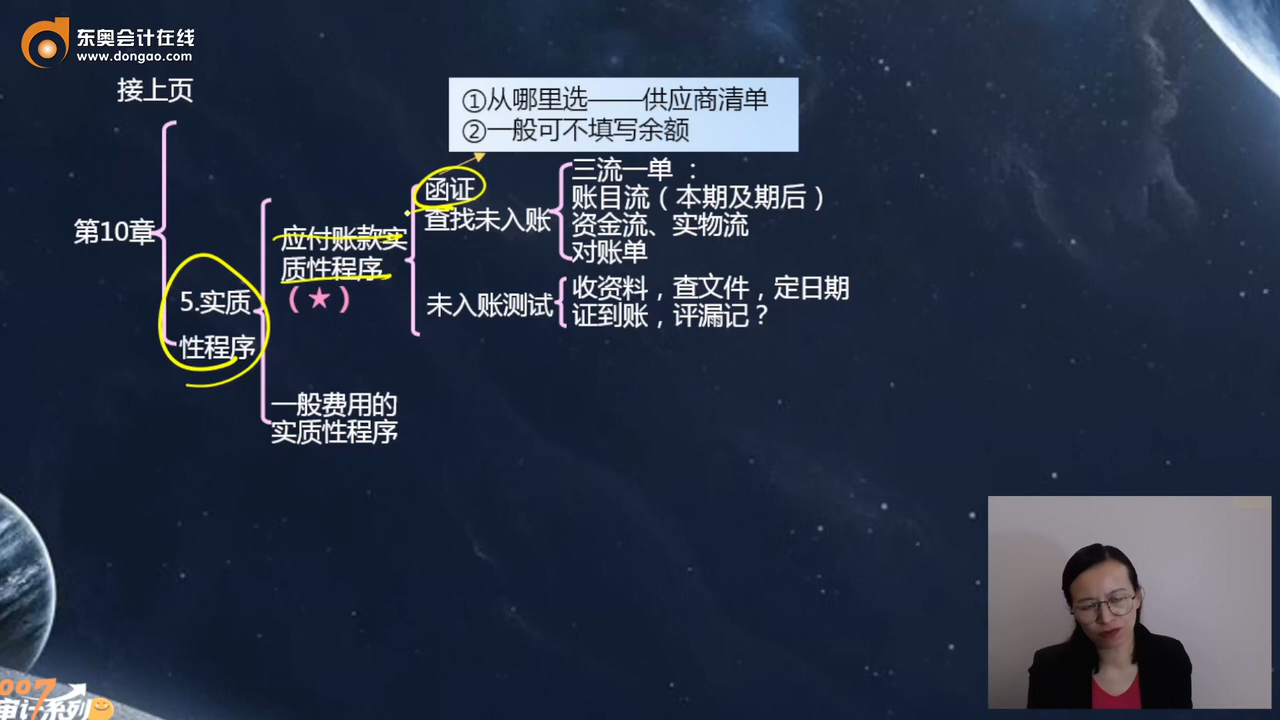 东奥会计在线
www.dongao.com
接上页
①从哪里选——供应商清单
②一般可不填写余额
第10章
5.实质
性程序
应付账款实
质性程序
（★）
函证
查找未入账
三流一单 ：
账目流（本期及期后）
资金流、实物流
对账单
未入账测试
收资料，查文件，定日期
证到账，评漏记？
一般费用的
实质性程序
007
审计系列